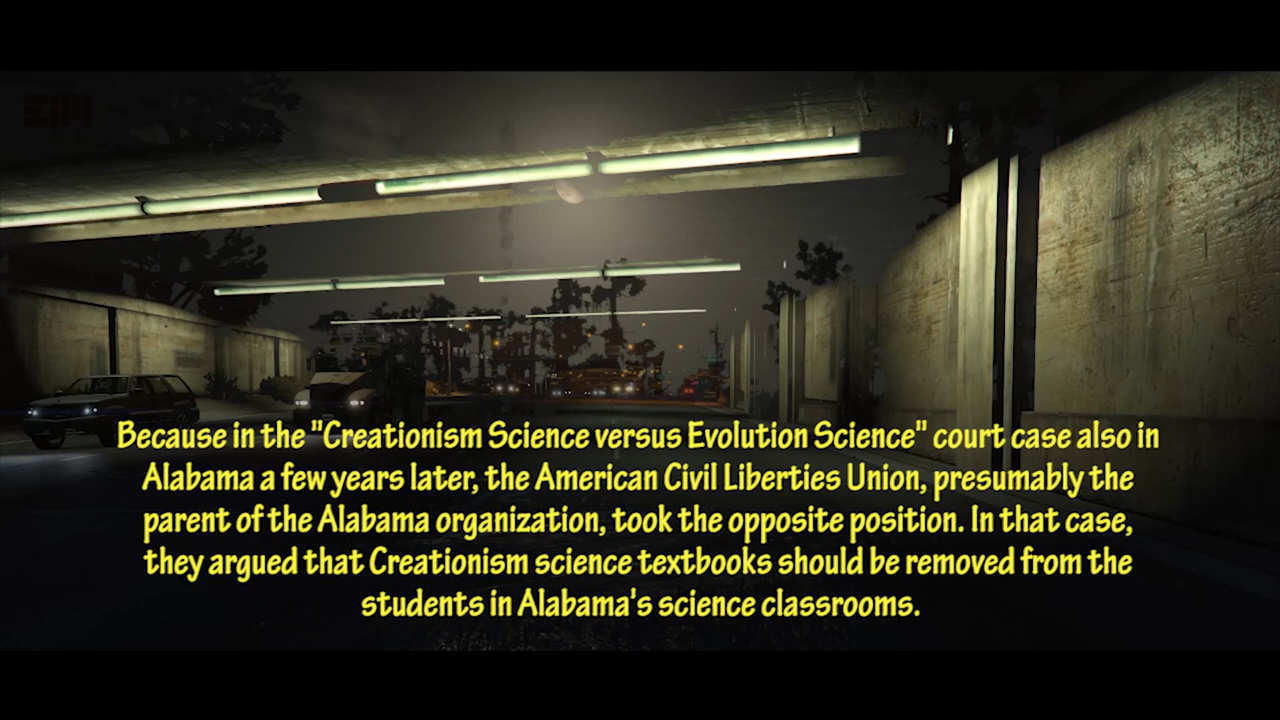 Because in the "Creationism Science versus Evolution Science" court case also in
Alabama a few years later, the American Civil Liberties Union, presumably the
parent of the Alabama organization, took the opposite position. In that case,
they argued that Creationism science textbooks should be removed from the
students in Alabama's science classrooms.